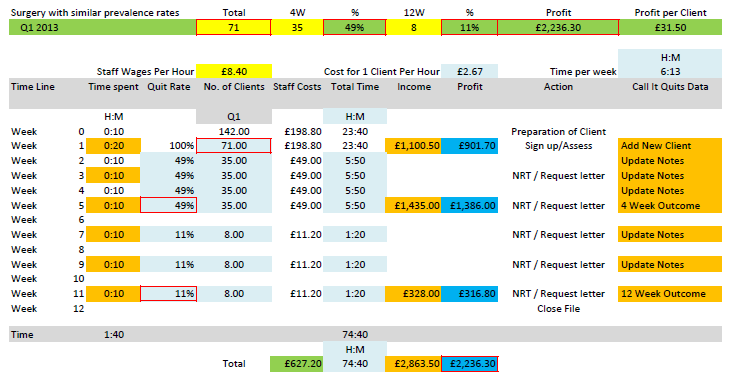 Surgery with similar prevalence rates Total 4W % 12W % Profit Profit per Client
Q1 2013 71 35 49% 8 11% £2,236.30 £31.50
H:M
Staff Wages Per Hour £8.40 Cost for 1 Client Per Hour £2.67 Time per week 6:13
Time Line Time spent Quit Rate No. of Clients Staff Costs Total Time Income Profit Action Call It Quits Data
H:M Q1 H:M
Week 0 0:10 142.00 £198.80 23:40 Preparation of Client
Week 1 0:20 100% 71.00 £198.80 23:40 £1,100.50 £901.70 Sign up/Assess Add New Client
Week 2 0:10 49% 35.00 £49.00 5:50 Update Notes
Week 3 0:10 49% 35.00 £49.00 5:50 NRT / Request letter Update Notes
Week 4 0:10 49% 35.00 £49.00 5:50 Update Notes
Week 5 0:10 49% 35.00 £49.00 5:50 £1,435.00 £1,386.00 NRT / Request letter 4 Week Outcome
Week 6
Week 7 0:10 11% 8.00 £11.20 1:20 NRT / Request letter Update Notes
Week 8
Week 9 0:10 11% 8.00 £11.20 1:20 NRT / Request letter Update Notes
Week 10
Week 11 0:10 11% 8.00 £11.20 1:20 £328.00 £316.80 NRT / Request letter 12 Week Outcome
Week 12 Close File
Time 1:40 74:40
H:M
Total £627.20 74:40 £2,863.50 £2,236.30